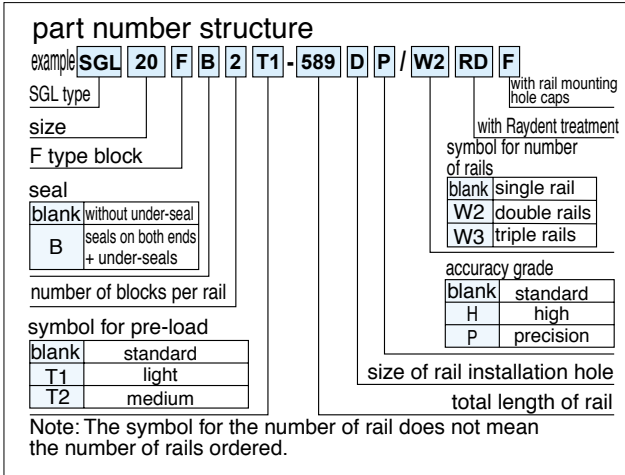 part number structure
example SGL 20 F B 2 T1 - 589 D P / W2 RD F
SGL type
with rail mounting
hole caps
size
with Raydent treatment
F type block
symbol for number
of rails
blank single rail
W2 double rails
W3 triple rails
seal
blank without under-seal
B seals on both ends
+ under-seals
accuracy grade
blank standard
H high
P precision
number of blocks per rail
symbol for pre-load
blank standard
T1 light
T2 medium
size of rail installation hole
total length of rail
Note: The symbol for the number of rail does not mean
the number of rails ordered.